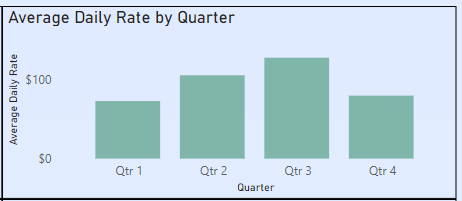 Average Daily Rate by Quarter
Average Daily Rate
$100
$0
Qtr 1 Qtr 2 Qtr 3 Qtr 4
Quarter